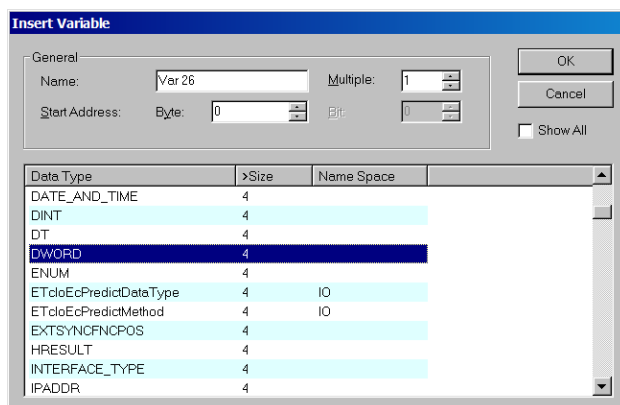 Insert Variable
General
Name: Var 26 Multiple: 1
Start Address: Byte: 0 Bit: 0
OK
Cancel
Show All
Data Type >Size Name Space
DATE_AND_TIME 4
DINT 4
DT 4
DWORD 4
ENUM 4
ETcIoEcPredictDataType 4 IO
ETcIoEcPredictMethod 4 IO
EXTSYNCFNCPOS 4
HRESULT 4
INTERFACE_TYPE 4
IPADDR 4